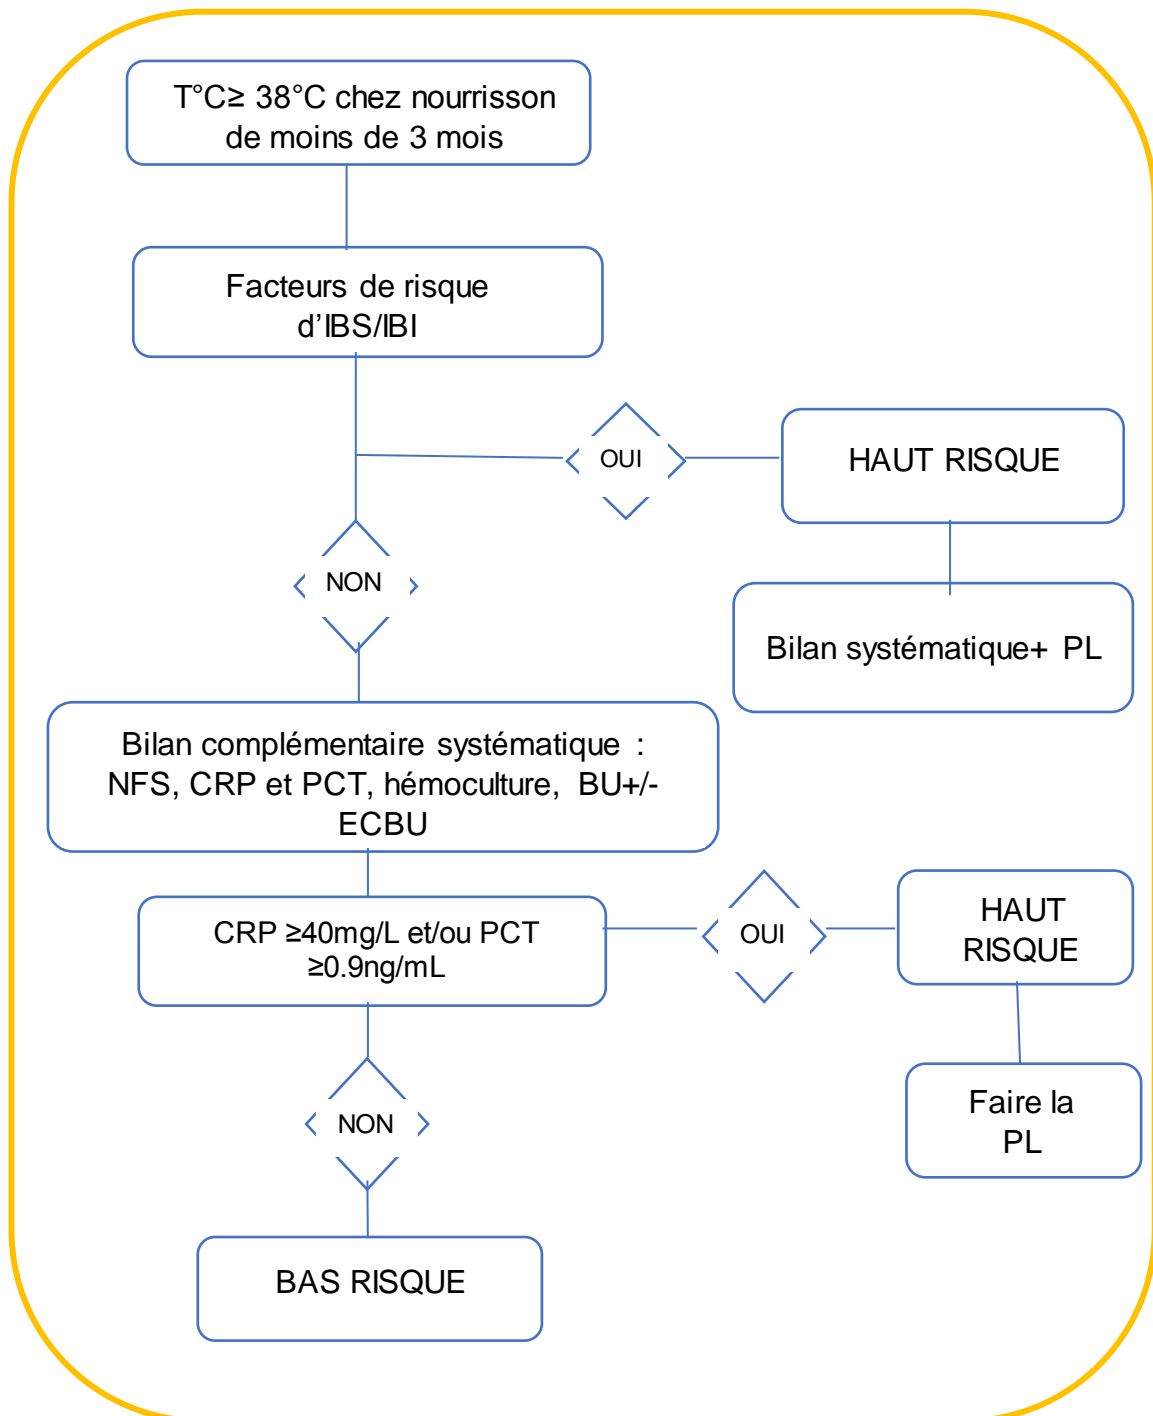 T°C≥ 38°C chez nourrisson
de moins de 3 mois
Facteurs de risque
d’IBS/IBI
OUI
HAUT RISQUE
NON
Bilan systématique+ PL
Bilan complémentaire systématique :
NFS, CRP et PCT, hémoculture, BU+/-
ECBU
CRP ≥40mg/L et/ou PCT
≥0.9ng/mL
OUI
HAUT
RISQUE
Faire la
PL
NON
BAS RISQUE